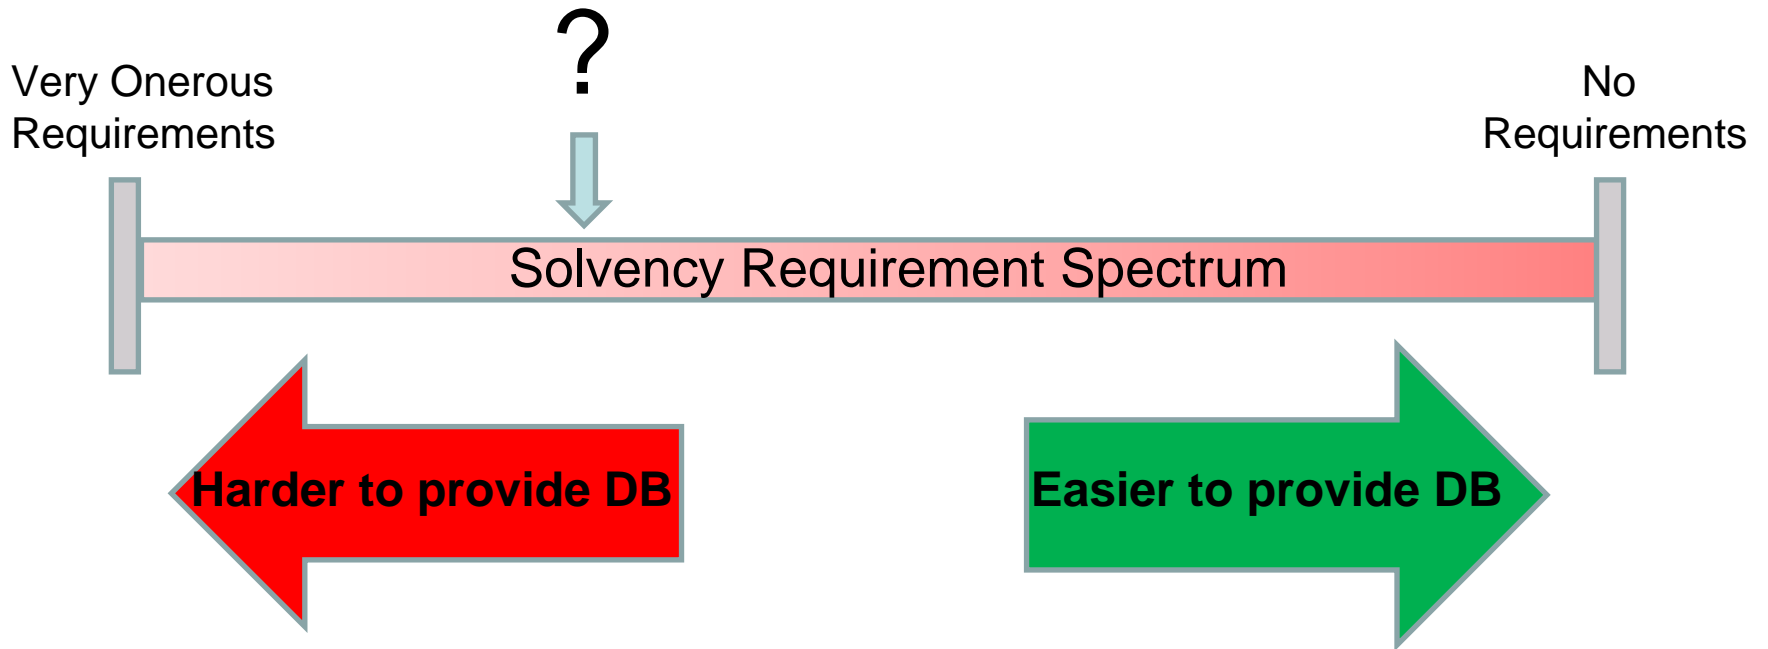 ?
Very Onerous
Requirements
No
Requirements
Solvency Requirement Spectrum
Harder to provide DB
Easier to provide DB